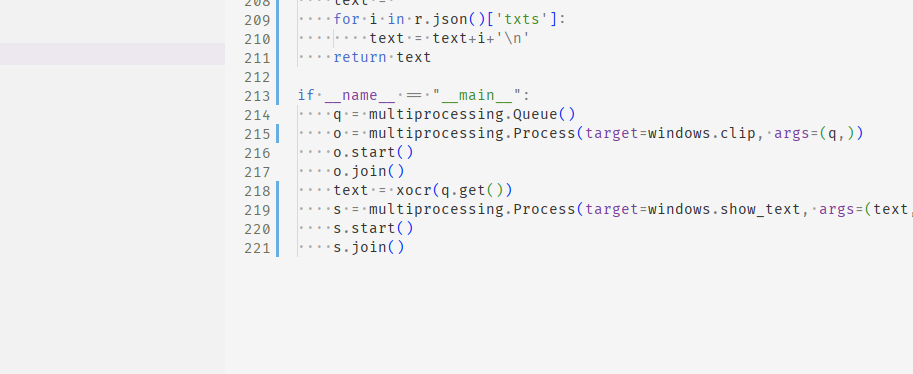 208 text =
209 for i in r.json()['txts']:
210 text = text+i+'\n'
211 return text
212
213 if __name__ == "__main__":
214 q = multiprocessing.Queue()
215 o = multiprocessing.Process(target=windows.clip, args=(q,))
216 o.start()
217 o.join()
218 text = xocr(q.get())
219 s = multiprocessing.Process(target=windows.show_text, args=(text,
220 s.start()
221 s.join()